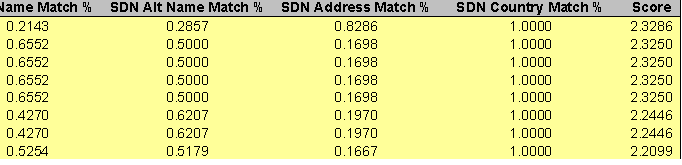 Name Match % SDN Alt Name Match % SDN Address Match % SDN Country Match % Score
0.2143 0.2857 0.8286 1.0000 2.3286
0.6552 0.5000 0.1698 1.0000 2.3250
0.6552 0.5000 0.1698 1.0000 2.3250
0.6552 0.5000 0.1698 1.0000 2.3250
0.6552 0.5000 0.1698 1.0000 2.3250
0.4270 0.6207 0.1970 1.0000 2.2446
0.4270 0.6207 0.1970 1.0000 2.2446
0.5254 0.5179 0.1667 1.0000 2.2099